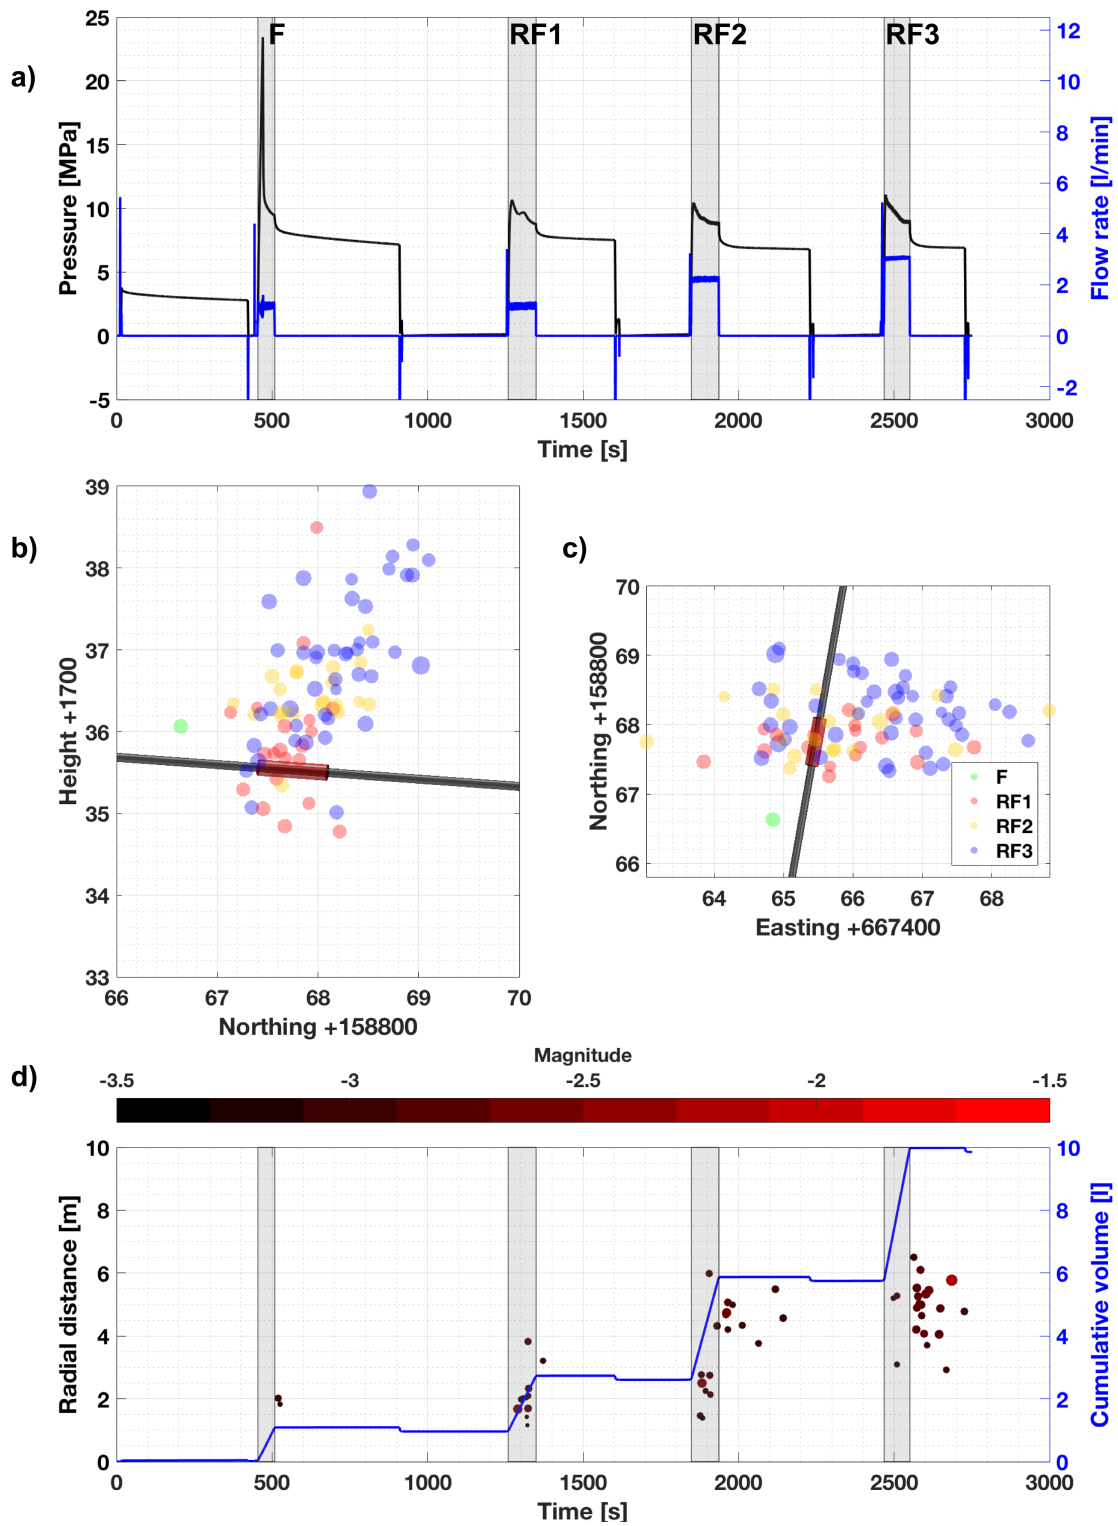 a)
F RF1 RF2 RF3
25 20 15 10 5 0 -5
Pressure [MPa]
12 10 8 6 4 2 0 -2
Flow rate [l/min]
0 500 1000 1500 2000 2500 3000
Time [s]
b)
39 38 37 36 35 34 33
Height +1700
66 67 68 69 70
Northing +158800
c)
70 69 68 67 66
Northing +158800
F
RF1
RF2
RF3
64 65 66 67 68
Easting +667400
d)
Magnitude
-3.5 -3 -2.5 -2 -1.5
10 8 6 4 2 0
Radial distance [m]
10 8 6 4 2 0
Cumulative volume [l]
0 500 1000 1500 2000 2500 3000
Time [s]